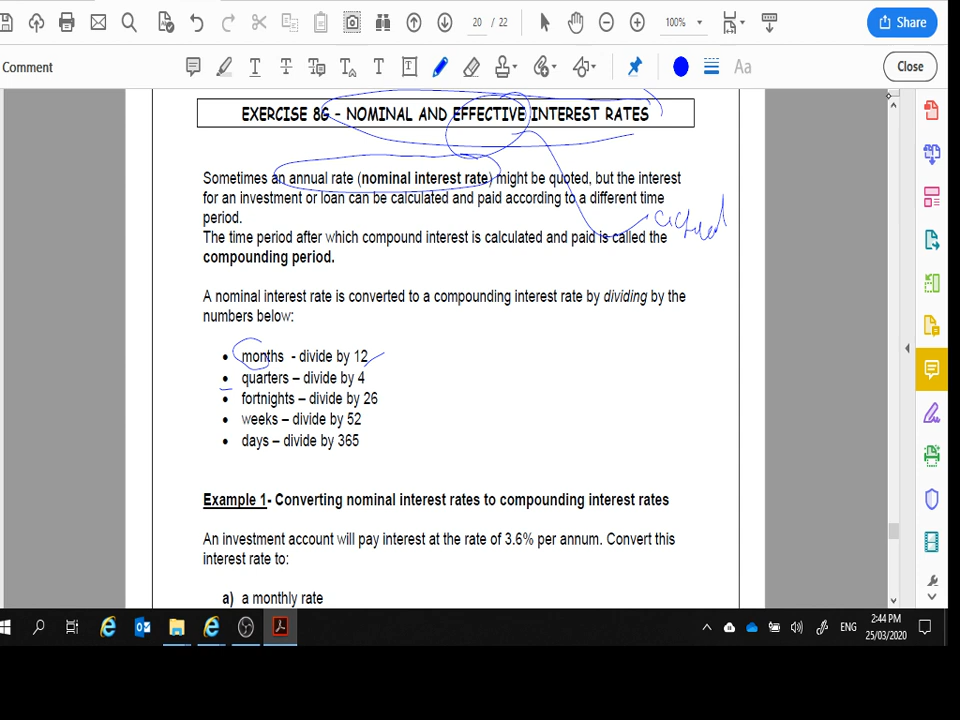 20 / 22
100%
Share
Comment
Aa
Close
EXERCISE 8G - NOMINAL AND EFFECTIVE INTEREST RATES
Sometimes an annual rate (nominal interest rate) might be quoted, but the interest
for an investment or loan can be calculated and paid according to a different time
period.
actual
The time period after which compound interest is calculated and paid is called the
compounding period.
A nominal interest rate is converted to a compounding interest rate by dividing by the
numbers below:
• months - divide by 12
• quarters – divide by 4
• fortnights – divide by 26
• weeks – divide by 52
• days – divide by 365
Example 1- Converting nominal interest rates to compounding interest rates
An investment account will pay interest at the rate of 3.6% per annum. Convert this
interest rate to:
a) a monthly rate
ENG
2:44 PM
25/03/2020